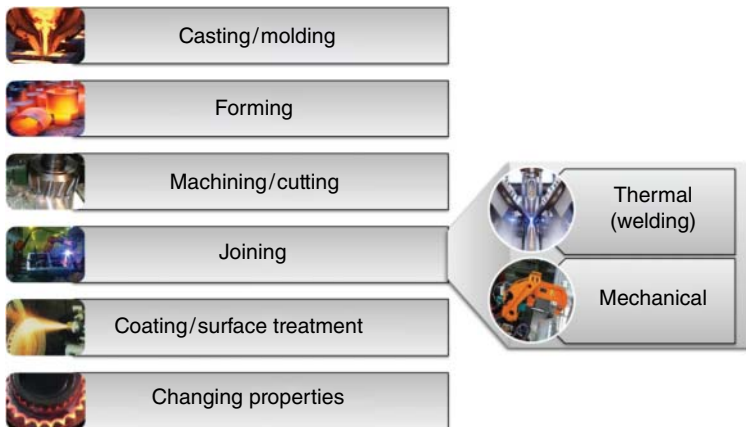 Casting/molding
Forming
Machining/cutting
Joining
Coating/surface treatment
Changing properties
Thermal
(welding)
Mechanical